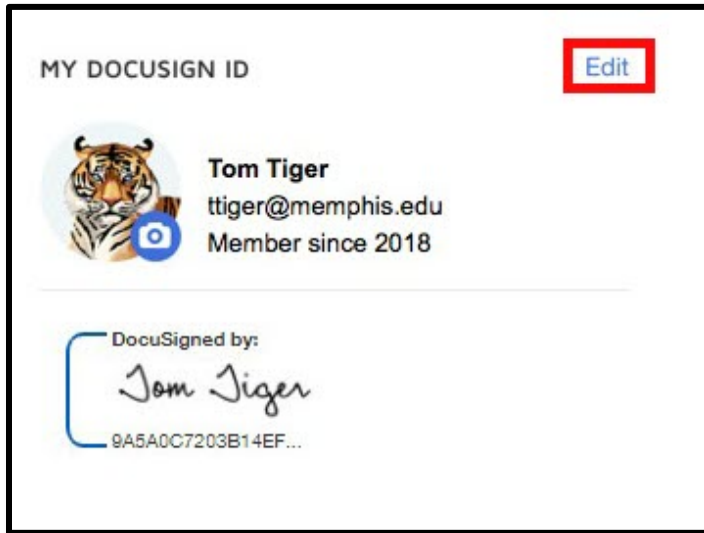 MY DOCUSIGN ID
Edit
Tom Tiger
ttiger@memphis.edu
Member since 2018
DocuSigned by:
Tom Tiger
9A5A0C7203B14EF...